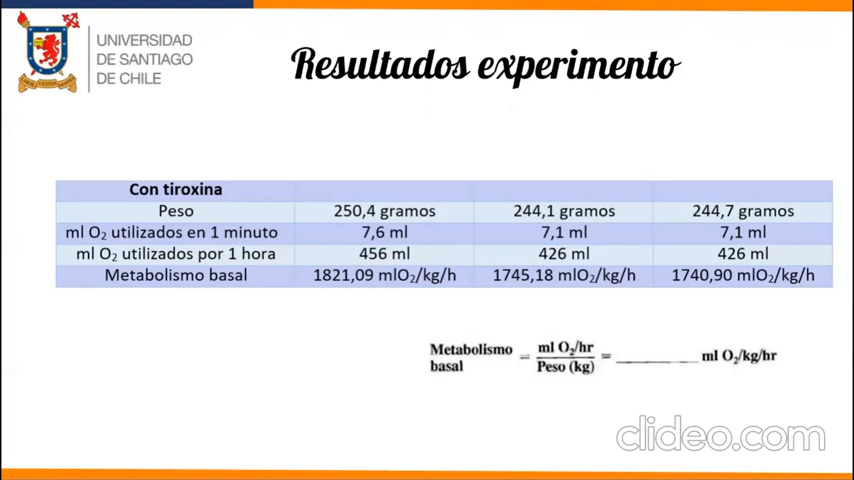 UNIVERSIDAD
DE SANTIAGO
DE CHILE
Resultados experimento
Con tiroxina
Peso 250,4 gramos 244,1 gramos 244,7 gramos
ml O₂ utilizados en 1 minuto 7,6 ml 7,1 ml 7,1 ml
ml O₂ utilizados por 1 hora 456 ml 426 ml 426 ml
Metabolismo basal 1821,09 mlO₂/kg/h 1745,18 mlO₂/kg/h 1740,90 mlO₂/kg/h
Metabolismo basal = ml O₂/hr / Peso (kg) = ________ ml O₂/kg/hr
clideo.com